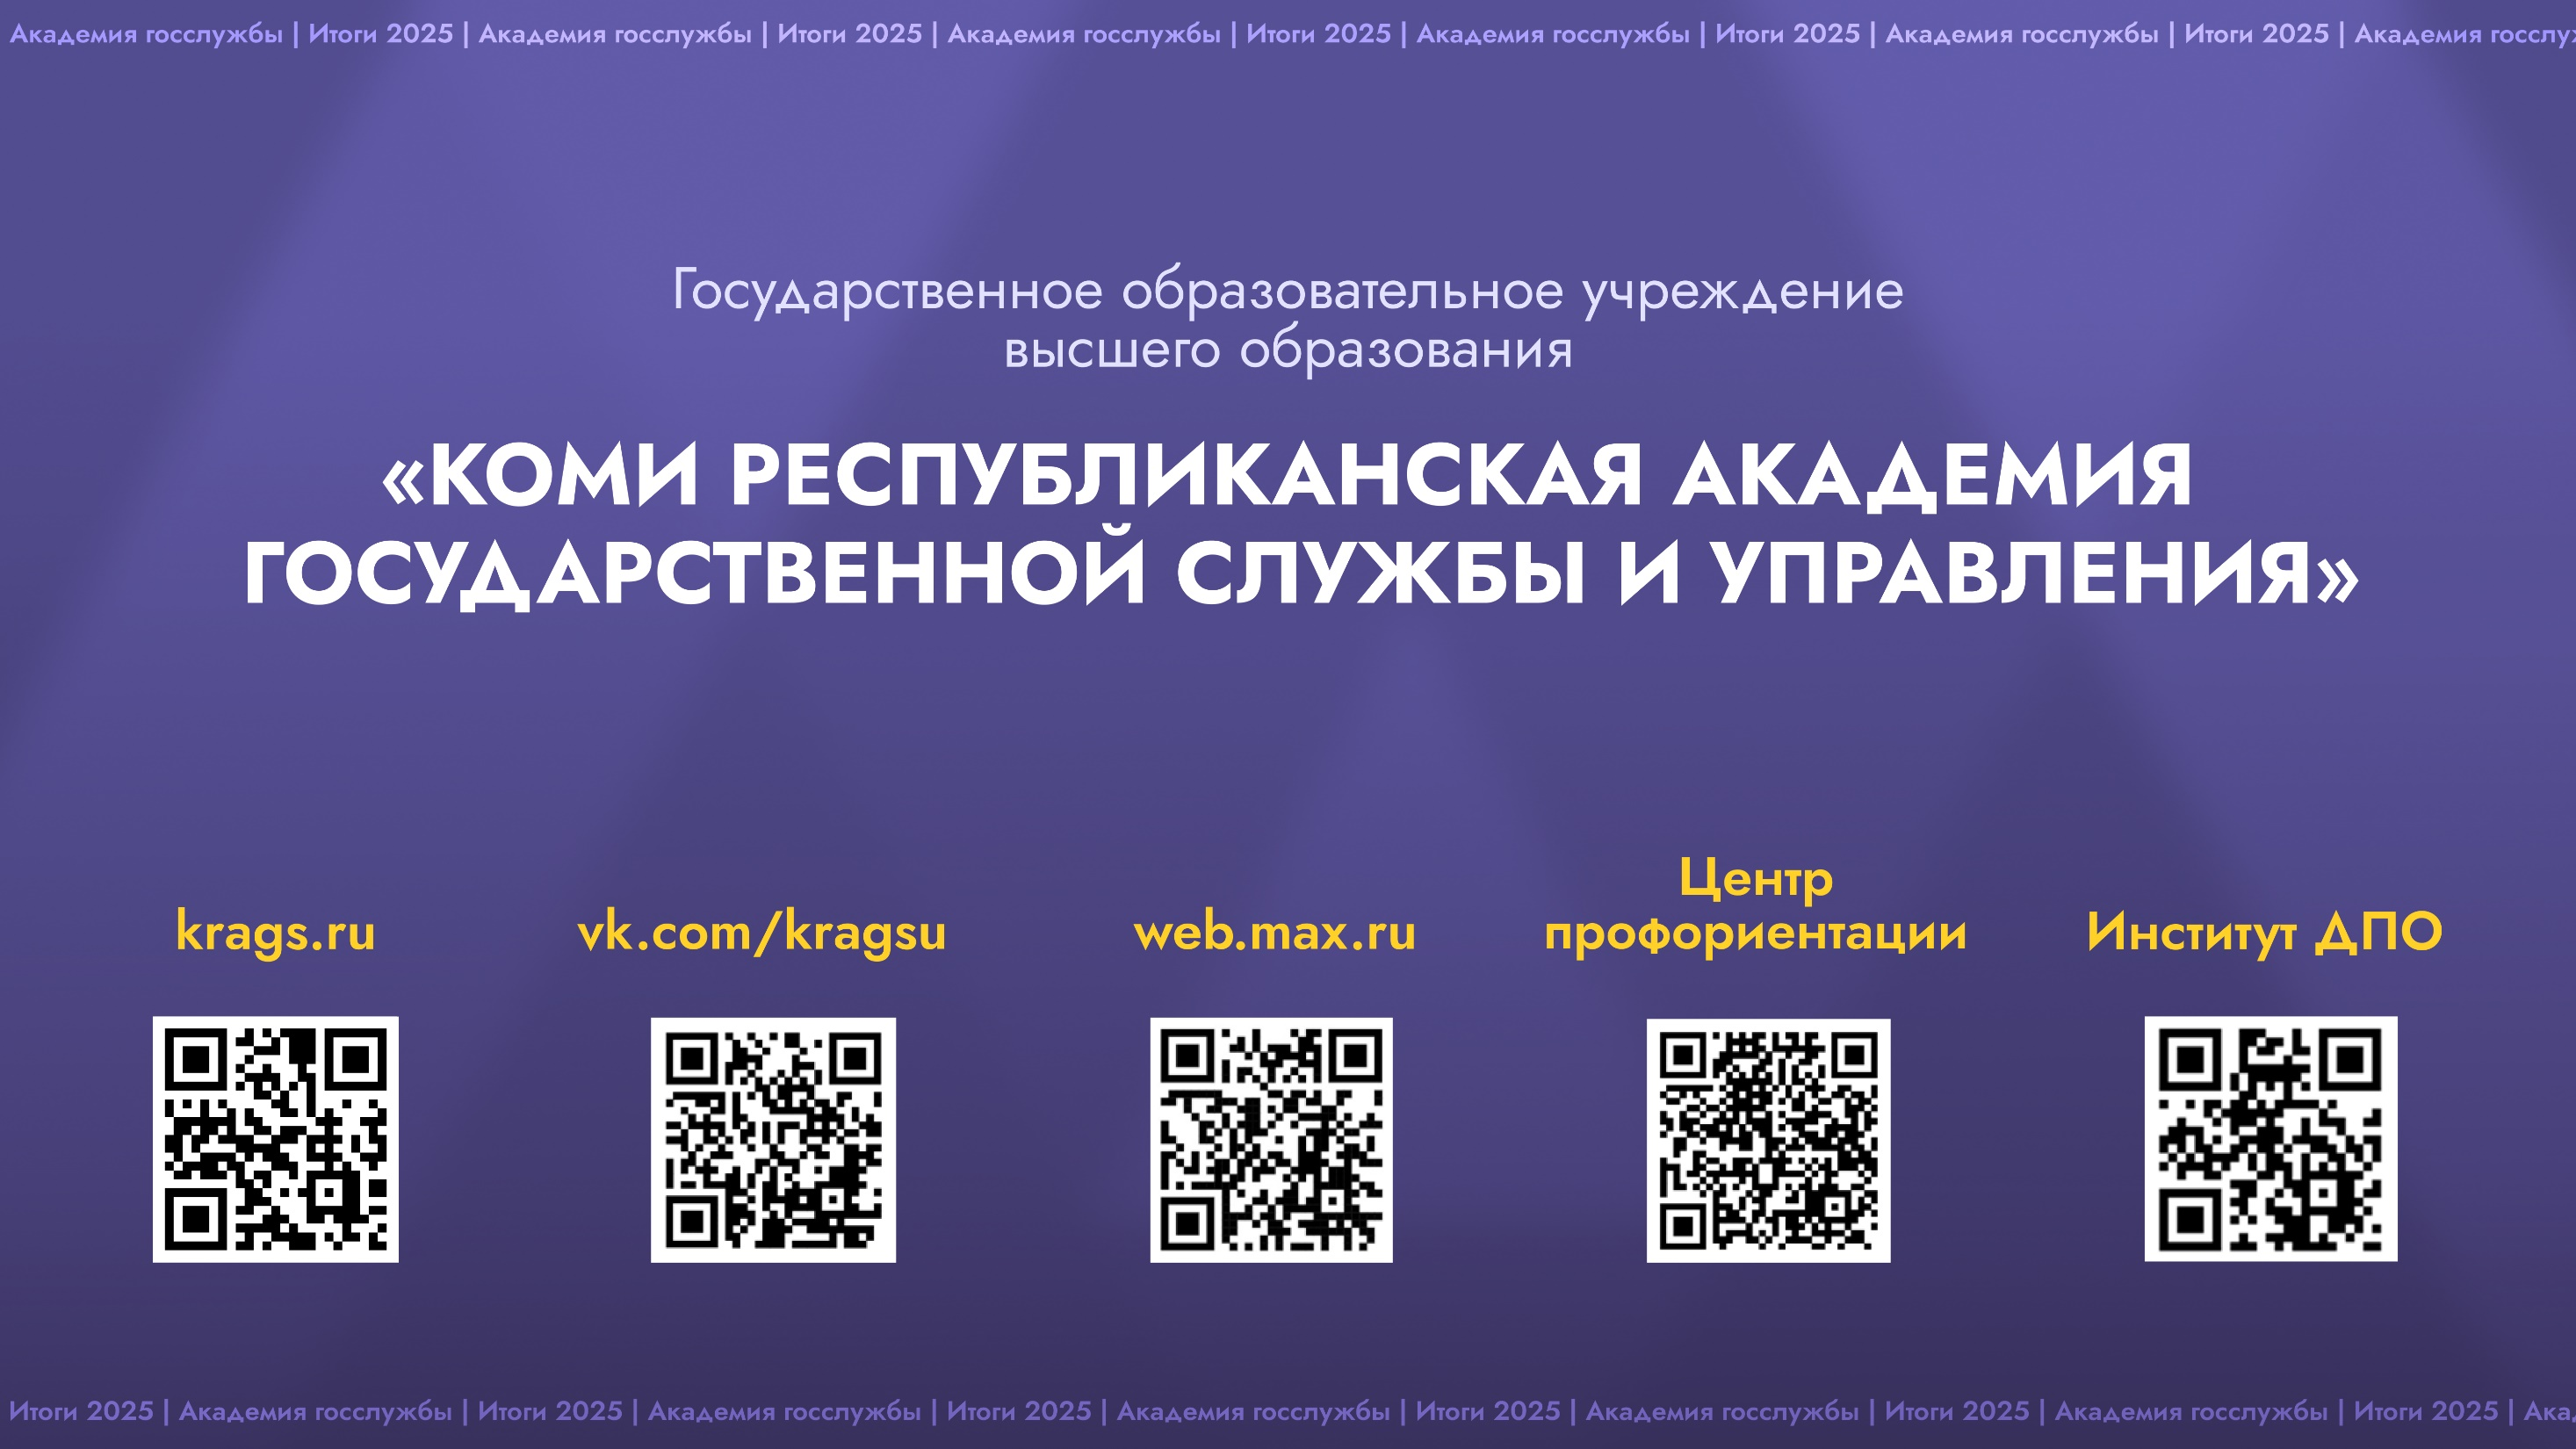 Академия госслужбы | Итоги 2025 | Академия госслужбы | Итоги 2025 | Академия госслужбы | Итоги 2025 | Академия госслужбы | Итоги 2025 | Академия госслужбы | Итоги 2025 | Академия госслу
Государственное образовательное учреждение
высшего образования
«КОМИ РЕСПУБЛИКАНСКАЯ АКАДЕМИЯ
ГОСУДАРСТВЕННОЙ СЛУЖБЫ И УПРАВЛЕНИЯ»
krags.ru
vk.com/kragsu
web.max.ru
Центр
профориентации
Институт ДПО
Итоги 2025 | Академия госслужбы | Итоги 2025 | Академия госслужбы | Итоги 2025 | Академия госслужбы | Итоги 2025 | Академия госслужбы | Итоги 2025 | Академия госслужбы | Итоги 2025 | Ака